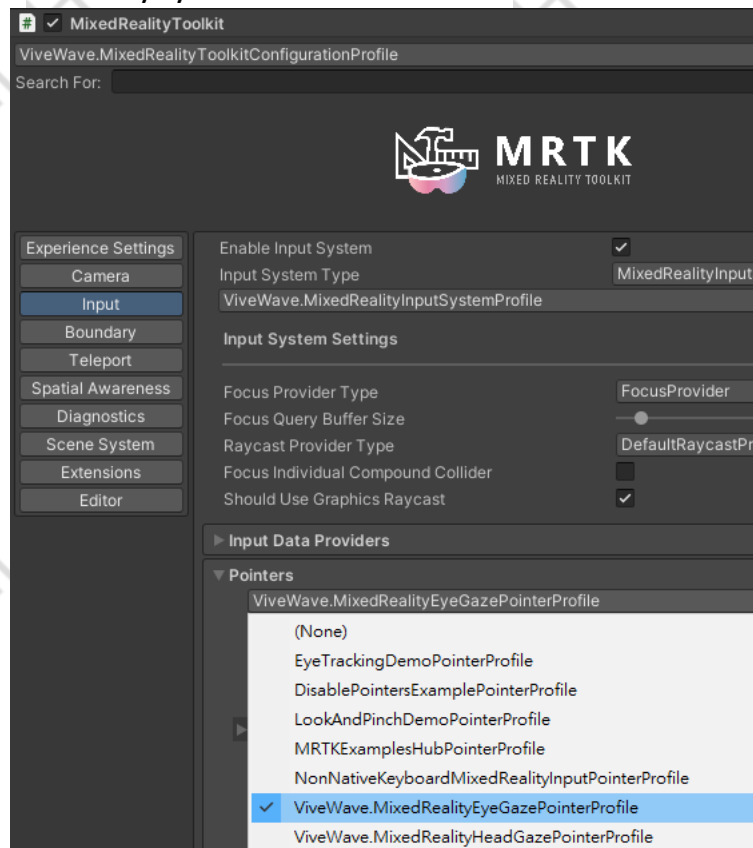 # MixedRealityToolkit
ViveWave.MixedRealityToolkitConfigurationProfile
Search For:
MRTK
MIXED REALITY TOOLKIT
Experience Settings
Camera
Input
Boundary
Teleport
Spatial Awareness
Diagnostics
Scene System
Extensions
Editor
Enable Input System
Input System Type MixedRealityInput
ViveWave.MixedRealityInputSystemProfile
Input System Settings
Focus Provider Type FocusProvider
Focus Query Buffer Size
Raycast Provider Type DefaultRaycastPr
Focus Individual Compound Collider
Should Use Graphics Raycast
Input Data Providers
Pointers
ViveWave.MixedRealityEyeGazePointerProfile
(None)
EyeTrackingDemoPointerProfile
DisablePointersExamplePointerProfile
LookAndPinchDemoPointerProfile
MRTKExamplesHubPointerProfile
NonNativeKeyboardMixedRealityInputPointerProfile
ViveWave.MixedRealityEyeGazePointerProfile
ViveWave.MixedRealityHeadGazePointerProfile